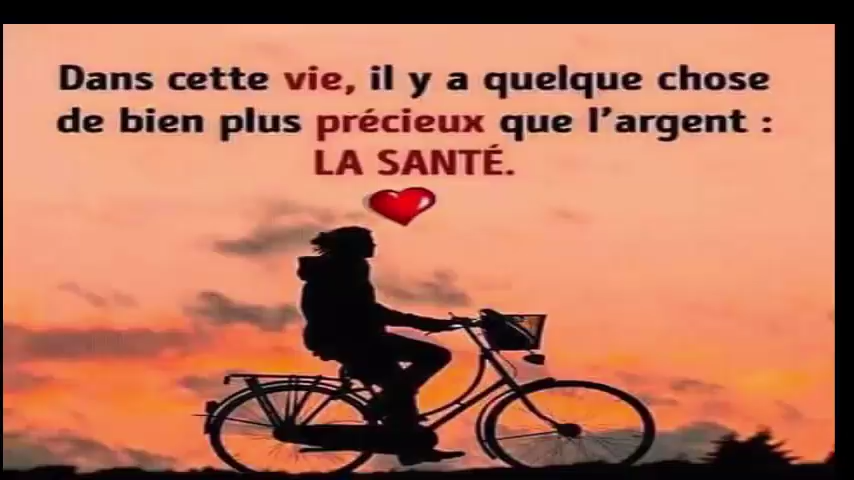 Dans cette vie, il y a quelque chose
de bien plus précieux que l'argent :
LA SANTÉ.